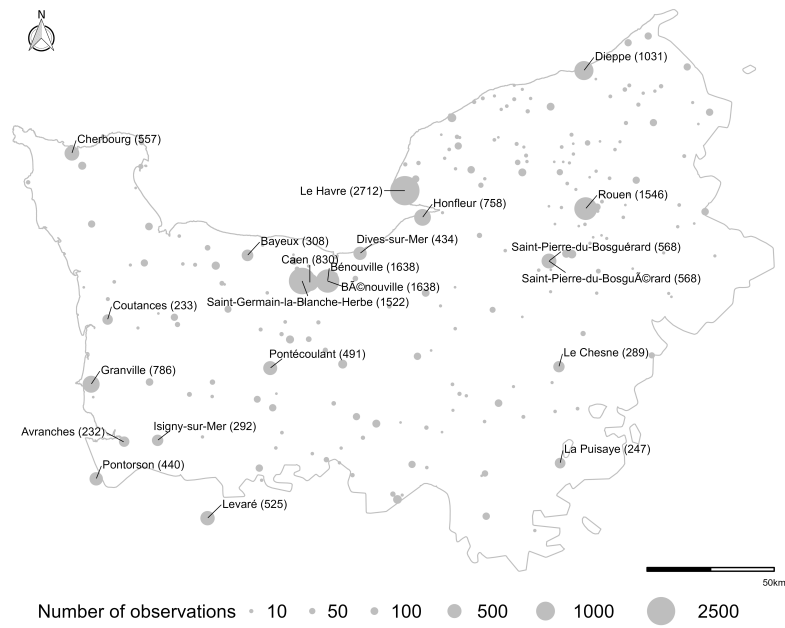 N
Dieppe (1031)
Cherbourg (557)
Le Havre (2712)
Rouen (1546)
Honfleur (758)
Bayeux (308)
Dives-sur-Mer (434)
Saint-Pierre-du-Bosguérard (568)
Caen (830)
Bénouville (1638)
Saint-Pierre-du-BosguÃ©rard (568)
BÃ©nouville (1638)
Saint-Germain-la-Blanche-Herbe (1522)
Coutances (233)
Pontécoulant (491)
Le Chesne (289)
Granville (786)
Isigny-sur-Mer (292)
Avranches (232)
La Puisaye (247)
Pontorson (440)
Levaré (525)
50km
Number of observations 10 50 100 500 1000 2500